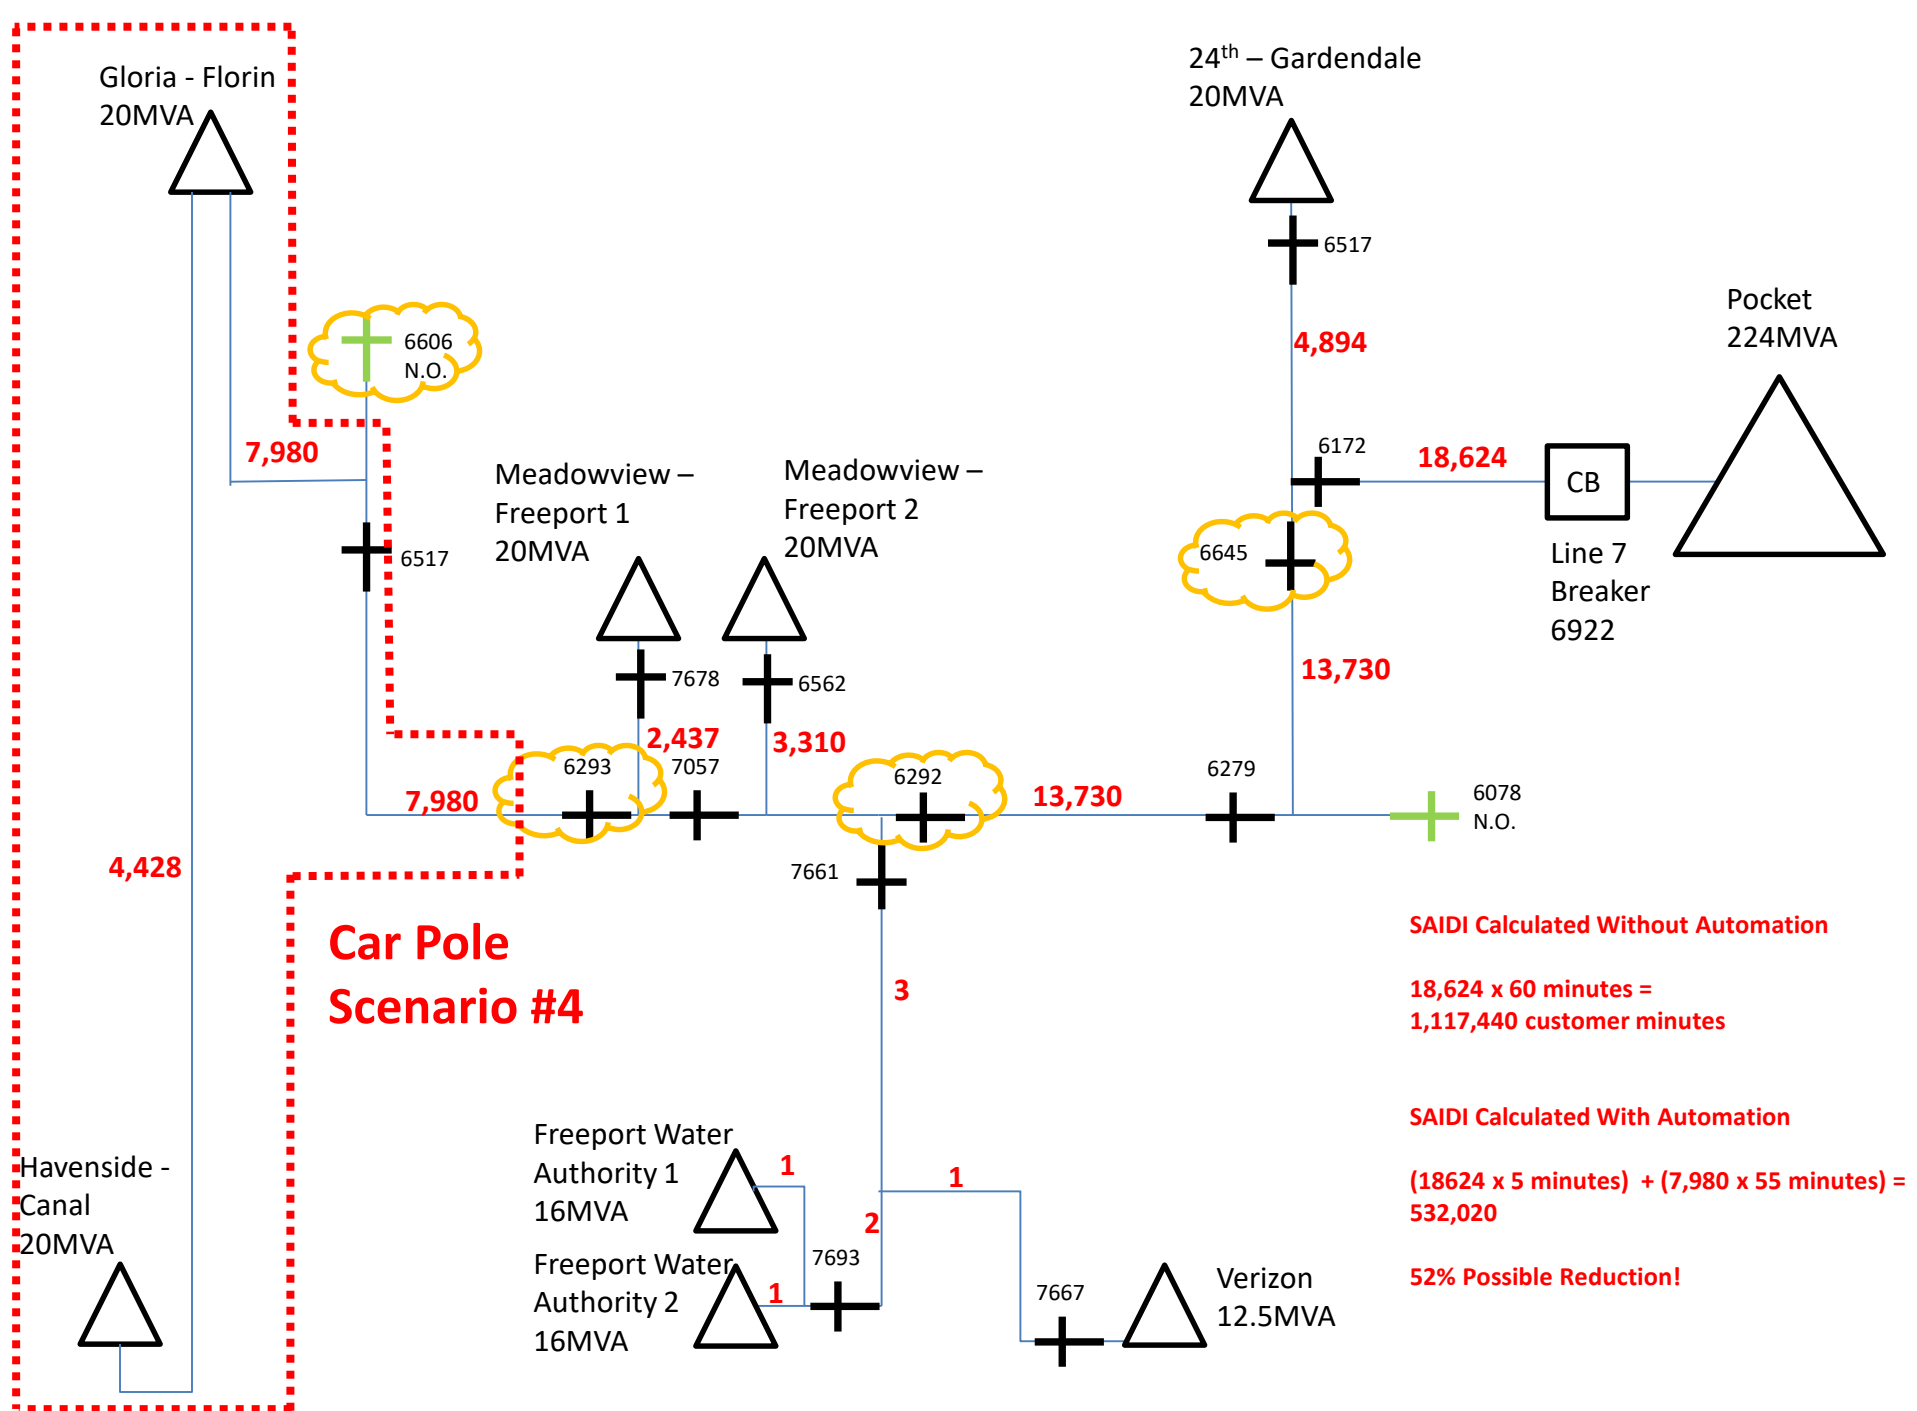 Gloria - Florin
20MVA
24th – Gardendale
20MVA
6517
6606
N.O.
Pocket
224MVA
4,894
7,980
6172
18,624
CB
Meadowview –
Freeport 1
20MVA
Meadowview –
Freeport 2
20MVA
6517
6645
Line 7
Breaker
6922
7678
6562
13,730
2,437
3,310
6293
7057
6292
6279
7,980
13,730
6078
N.O.
4,428
7661
Car Pole
Scenario #4
3
SAIDI Calculated Without Automation
18,624 x 60 minutes =
1,117,440 customer minutes
SAIDI Calculated With Automation
(18624 x 5 minutes)  + (7,980 x 55 minutes) =
532,020
52% Possible Reduction!
Freeport Water
Authority 1
16MVA
1
1
2
Havenside -
Canal
20MVA
Freeport Water
Authority 2
16MVA
1
7693
7667
Verizon
12.5MVA